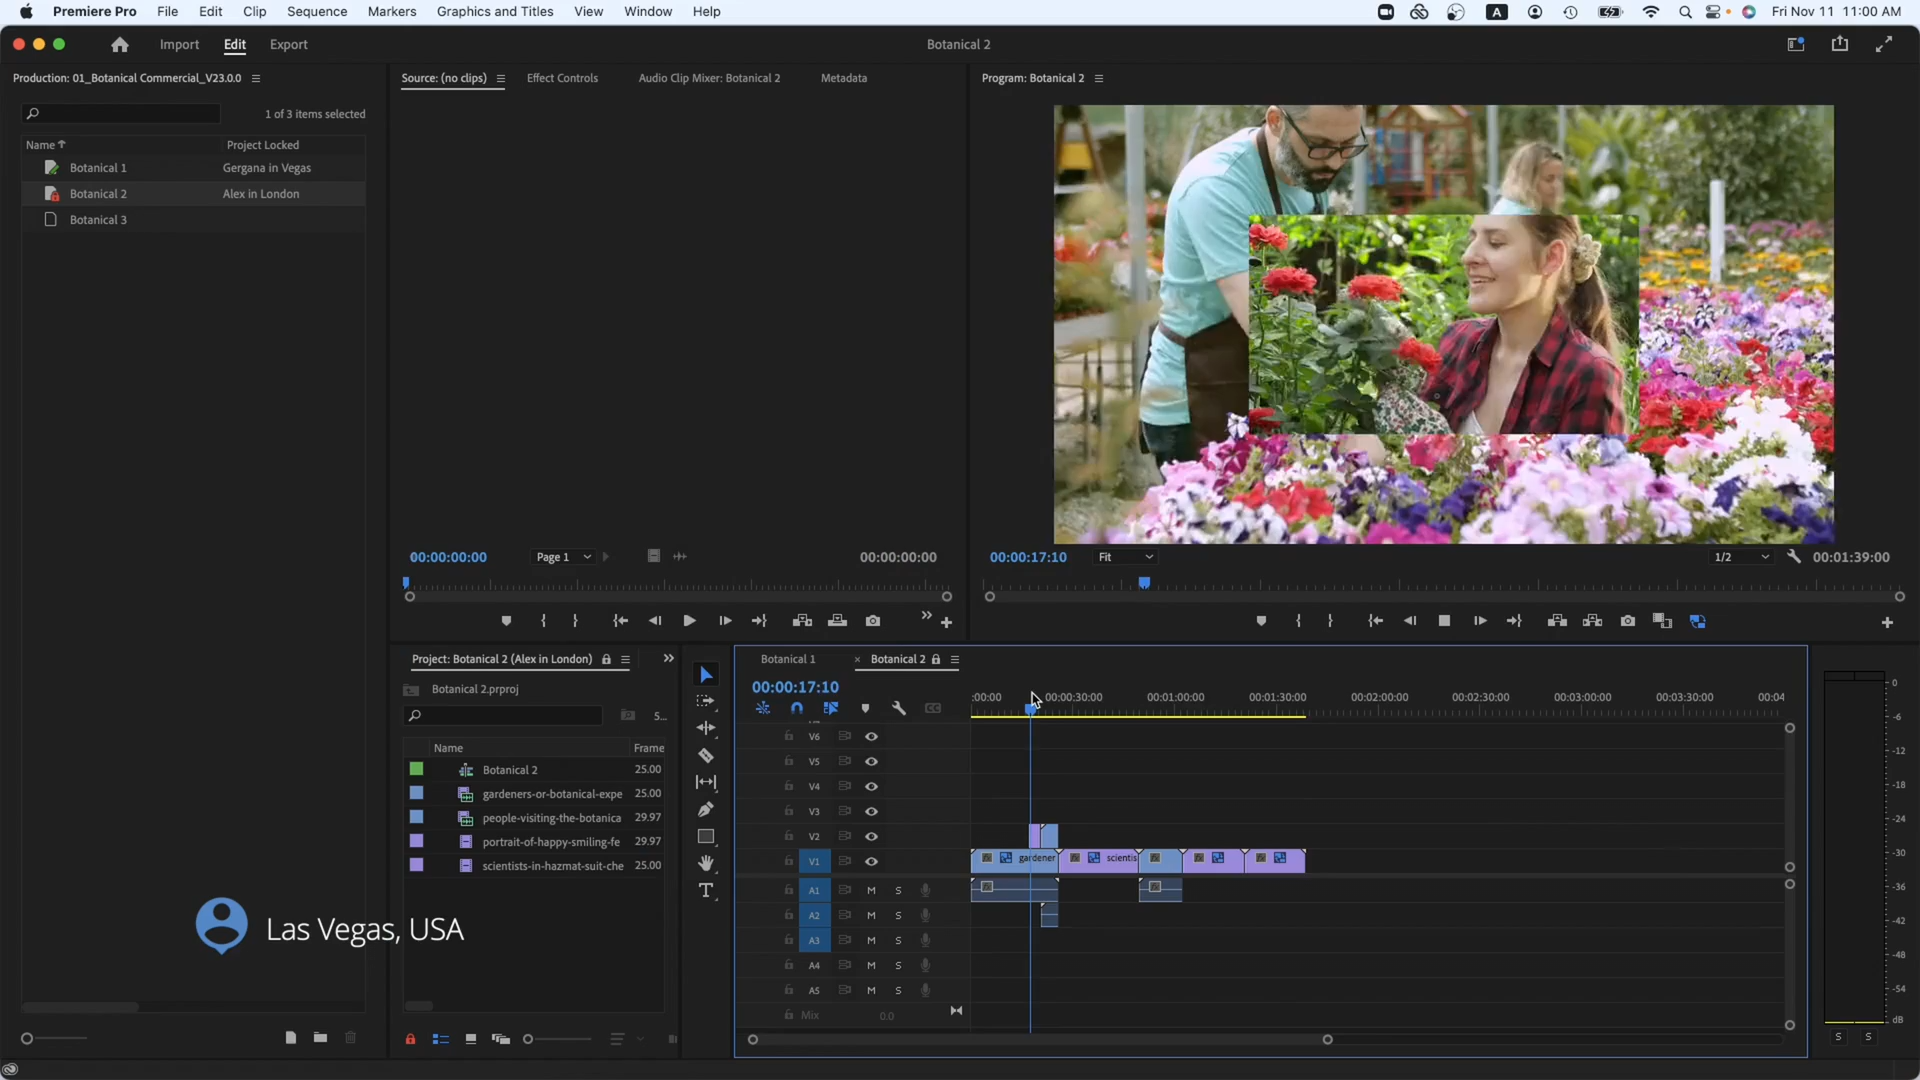 Premiere Pro File Edit Clip Sequence Markers Graphics and Titles View Window Help A Fri Nov 11 11:00 AM
Import Edit Export Botanical 2
Production: 01_Botanical Commercial_V23.0.0
1 of 3 items selected
Name Project Locked
Botanical 1 Gergana in Vegas
Botanical 2 Alex in London
Botanical 3
Source: (no clips) Effect Controls Audio Clip Mixer: Botanical 2 Metadata
00:00:00:00 Page 1 00:00:00:00
Program: Botanical 2
00:00:17:10 Fit 1/2 00:01:39:00
Project: Botanical 2 (Alex in London)
Botanical 2.prproj
5...
Name Frame
Botanical 2 25.00
gardeners-or-botanical-expe 25.00
people-visiting-the-botanica 29.97
portrait-of-happy-smiling-fe 29.97
scientists-in-hazmat-suit-che 25.00
Las Vegas, USA
Botanical 1 × Botanical 2
00:00:17:10
:00:00 00:00:30:00 00:01:00:00 00:01:30:00 00:02:00:00 00:02:30:00 00:03:00:00 00:03:30:00 00:04
V6
V5
V4
V3
V2
V1 fx gardener fx scientis fx fx fx
A1 M S fx fx
A2 M S
A3 M S
A4 M S
A5 M S
Mix 0.0
0
-6
-12
-18
-24
-30
-36
-42
-48
-54
dB
S S